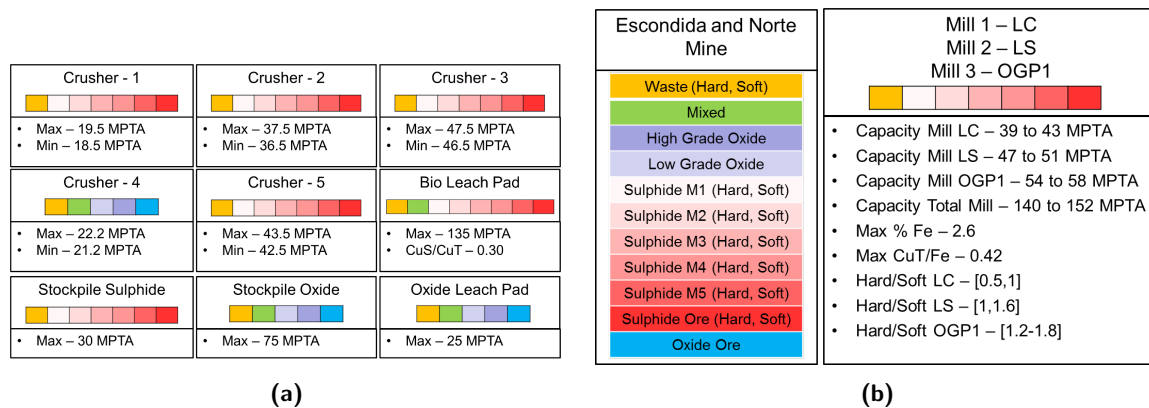 Crusher - 1
• Max – 19.5 MPTA
• Min – 18.5 MPTA
Crusher - 2
• Max – 37.5 MPTA
• Min – 36.5 MPTA
Crusher - 3
• Max – 47.5 MPTA
• Min – 46.5 MPTA
Crusher - 4
• Max – 22.2 MPTA
• Min – 21.2 MPTA
Crusher - 5
• Max – 43.5 MPTA
• Min – 42.5 MPTA
Bio Leach Pad
• Max – 135 MPTA
• CuS/CuT – 0.30
Stockpile Sulphide
• Max – 30 MPTA
Stockpile Oxide
• Max – 75 MPTA
Oxide Leach Pad
• Max – 25 MPTA
(a)
Escondida and Norte
Mine
Waste (Hard, Soft)
Mixed
High Grade Oxide
Low Grade Oxide
Sulphide M1 (Hard, Soft)
Sulphide M2 (Hard, Soft)
Sulphide M3 (Hard, Soft)
Sulphide M4 (Hard, Soft)
Sulphide M5 (Hard, Soft)
Sulphide Ore (Hard, Soft)
Oxide Ore
Mill 1 – LC
Mill 2 – LS
Mill 3 – OGP1
• Capacity Mill LC – 39 to 43 MPTA
• Capacity Mill LS – 47 to 51 MPTA
• Capacity Mill OGP1 – 54 to 58 MPTA
• Capacity Total Mill – 140 to 152 MPTA
• Max % Fe – 2.6
• Max CuT/Fe – 0.42
• Hard/Soft LC – [0.5,1]
• Hard/Soft LS – [1,1.6]
• Hard/Soft OGP1 – [1.2-1.8]
(b)